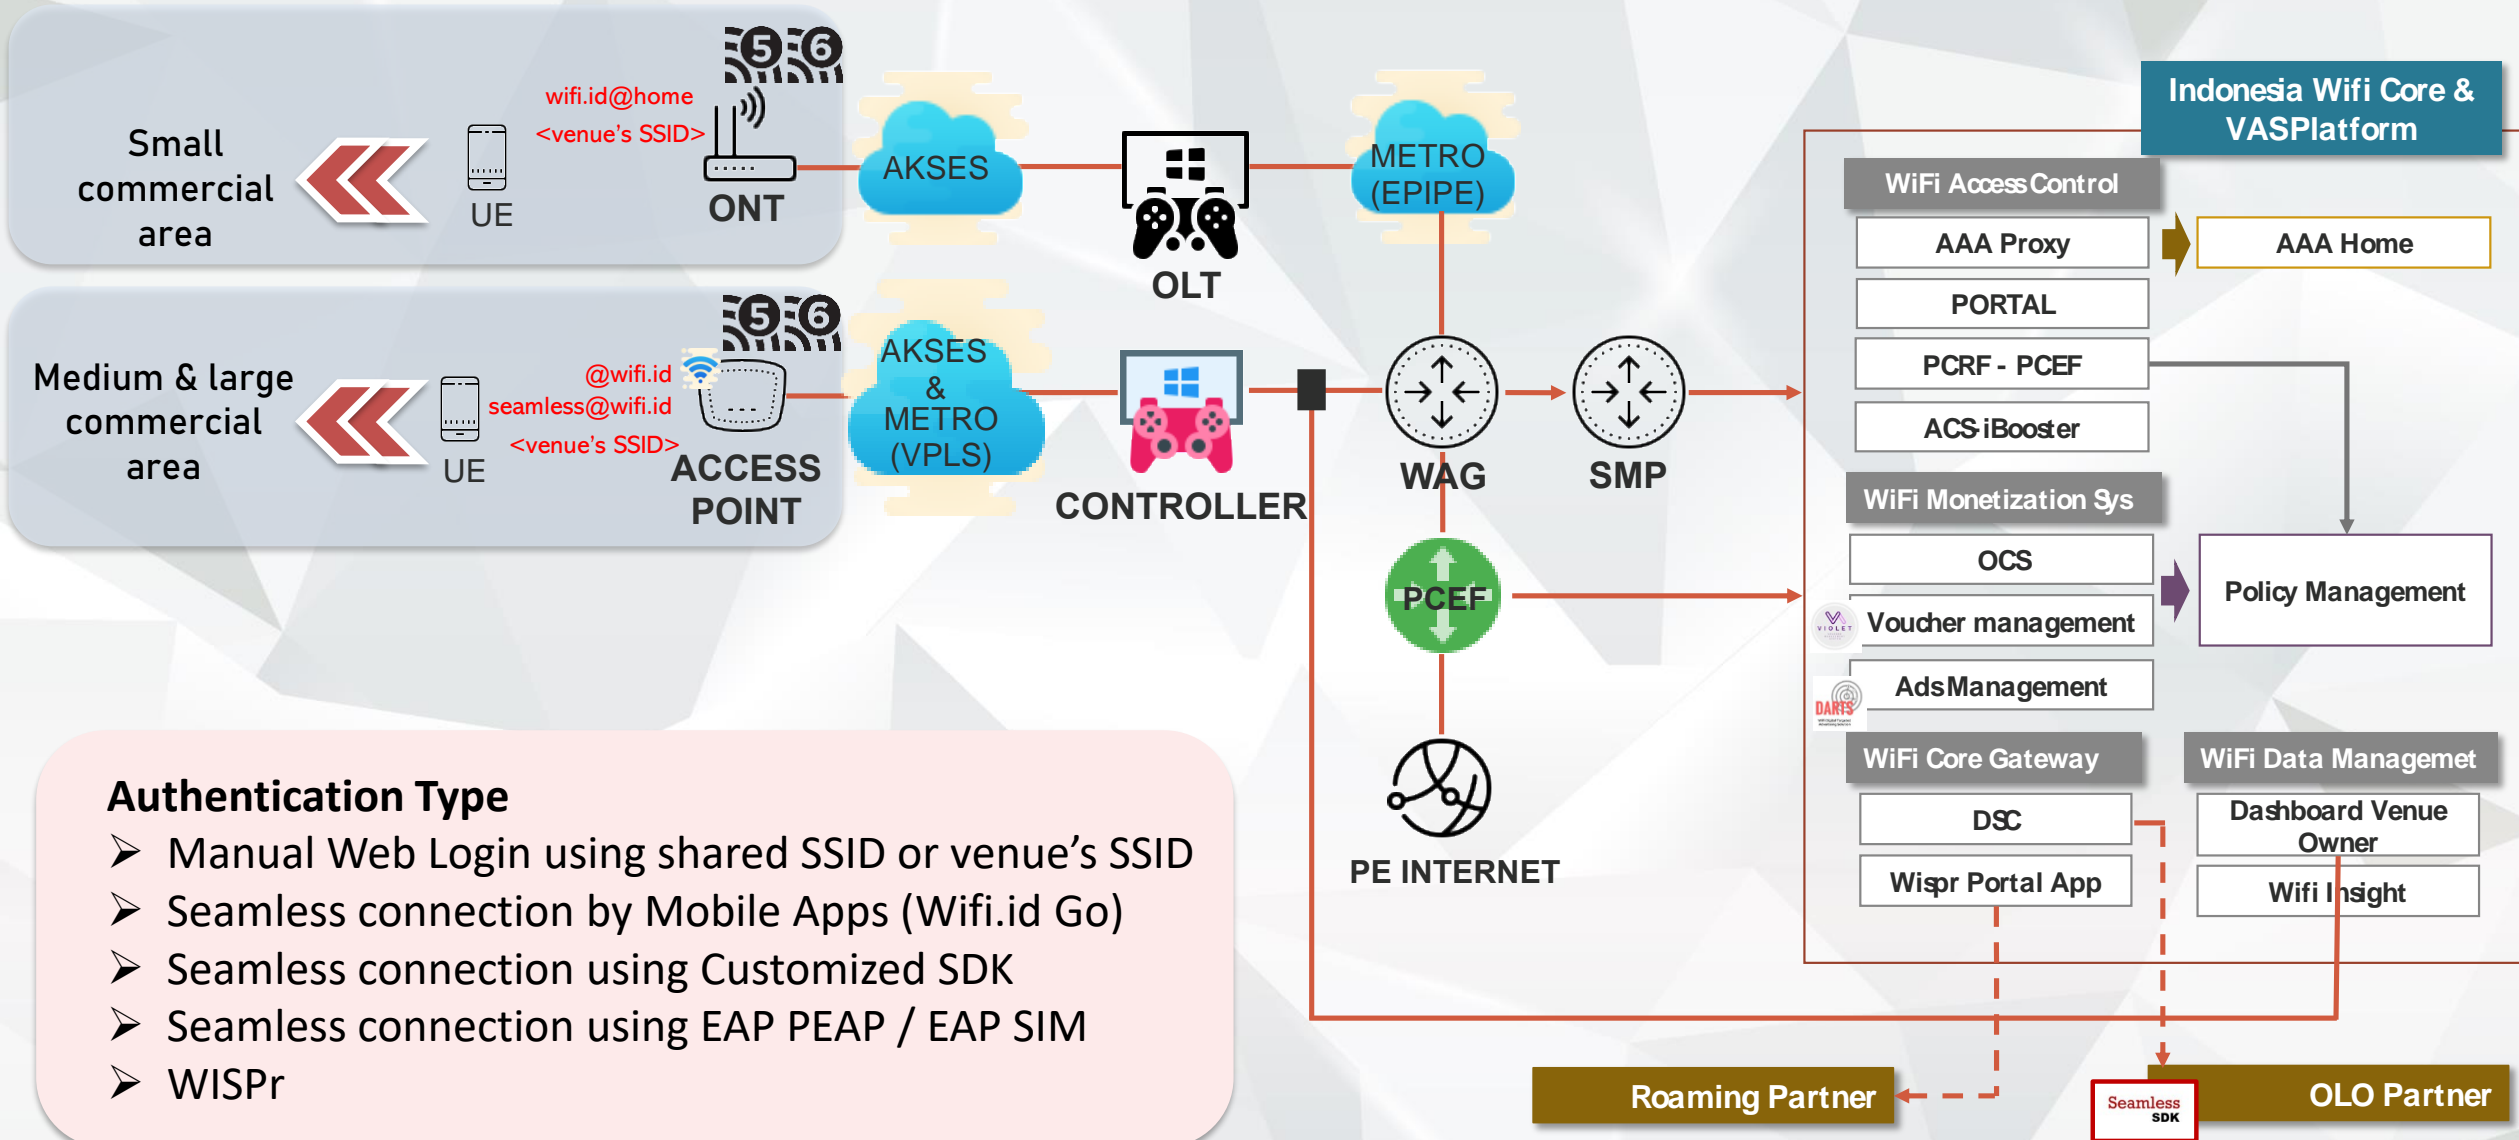 Small
commercial
area
wifi.id@home
<venue's SSID>
5 6
UE
ONT
AKSES
OLT
METRO
(EPIPE)
Medium & large
commercial
area
@wifi.id
seamless@wifi.id
<venue's SSID>
5 6
UE
ACCESS
POINT
AKSES
&
METRO
(VPLS)
CONTROLLER
WAG
SMP
PCEF
PE INTERNET
Indonesia Wifi Core &
VASPlatform
WiFi Access Control
AAA Proxy
AAA Home
PORTAL
PCRF - PCEF
ACS-iBooster
WiFi Monetization Sys
OCS
Policy Management
VIOLET
Voucher management
DARTS
Ads Management
WiFi Core Gateway
DSC
Wispr Portal App
WiFi Data Managemet
Dashboard Venue
Owner
Wifi Insight
Authentication Type
➢ Manual Web Login using shared SSID or venue's SSID
➢ Seamless connection by Mobile Apps (Wifi.id Go)
➢ Seamless connection using Customized SDK
➢ Seamless connection using EAP PEAP / EAP SIM
➢ WISPr
Roaming Partner
Seamless
SDK
OLO Partner